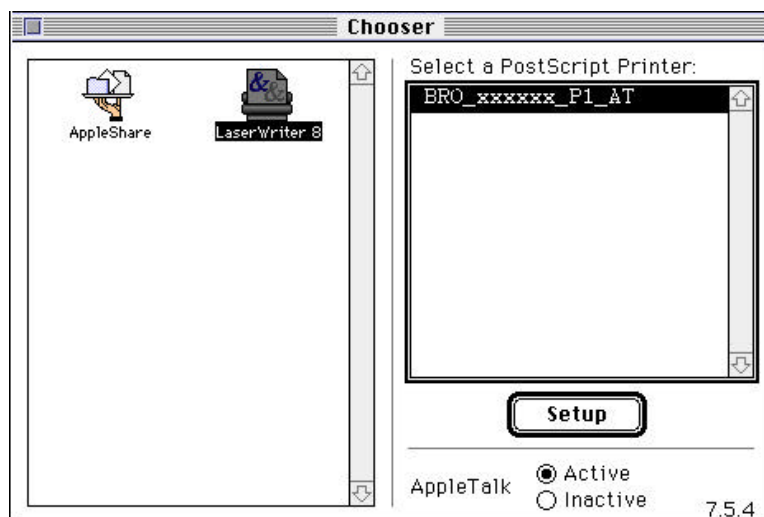 Chooser
AppleShare
LaserWriter 8
Select a PostScript Printer:
BRO_xxxxxx_P1_AT
Setup
AppleTalk
Active
Inactive
7.5.4